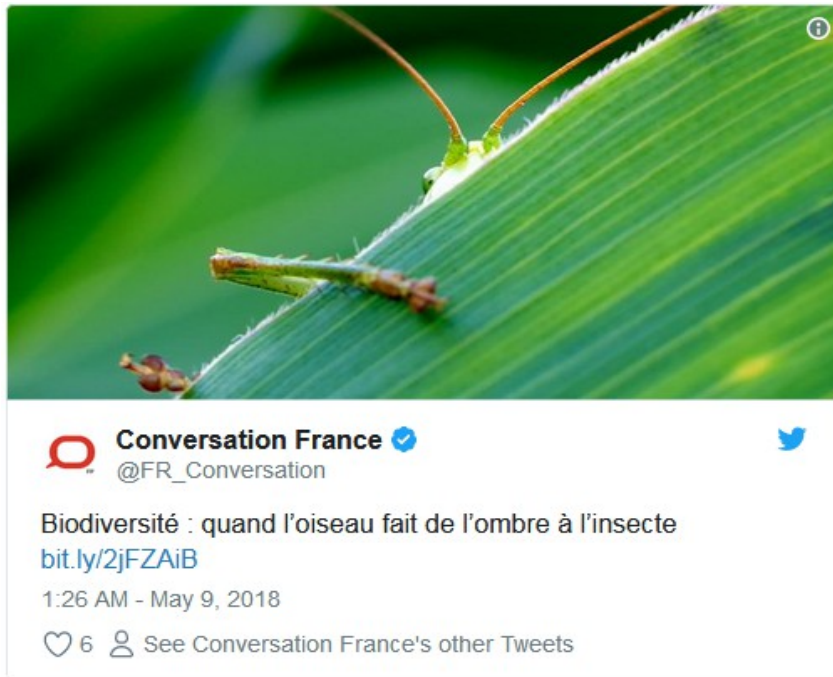 Conversation France
@FR_Conversation
Biodiversité : quand l’oiseau fait de l’ombre à l’insecte
bit.ly/2jFZAiB
1:26 AM - May 9, 2018
6 See Conversation France's other Tweets